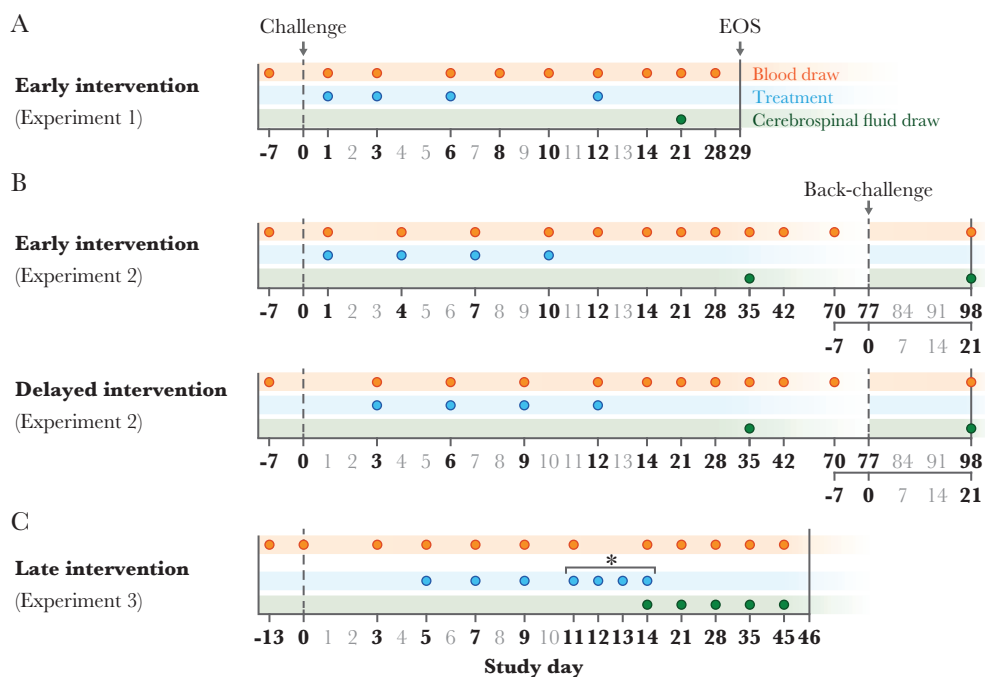 A
Challenge
EOS
Early intervention
(Experiment 1)
Blood draw
Treatment
Cerebrospinal fluid draw
-7 0 1 2 3 4 5 6 7 8 9 10 11 12 13 14 21 28 29
B
Back-challenge
Early intervention
(Experiment 2)
-7 0 1 2 3 4 5 6 7 8 9 10 11 12 13 14 21 28 35 42 70 77 84 91 98
-7 0 7 14 21
Delayed intervention
(Experiment 2)
-7 0 1 2 3 4 5 6 7 8 9 10 11 12 13 14 21 28 35 42 70 77 84 91 98
-7 0 7 14 21
C
*
Late intervention
(Experiment 3)
-13 0 1 2 3 4 5 6 7 8 9 10 11 12 13 14 21 28 35 45 46
Study day